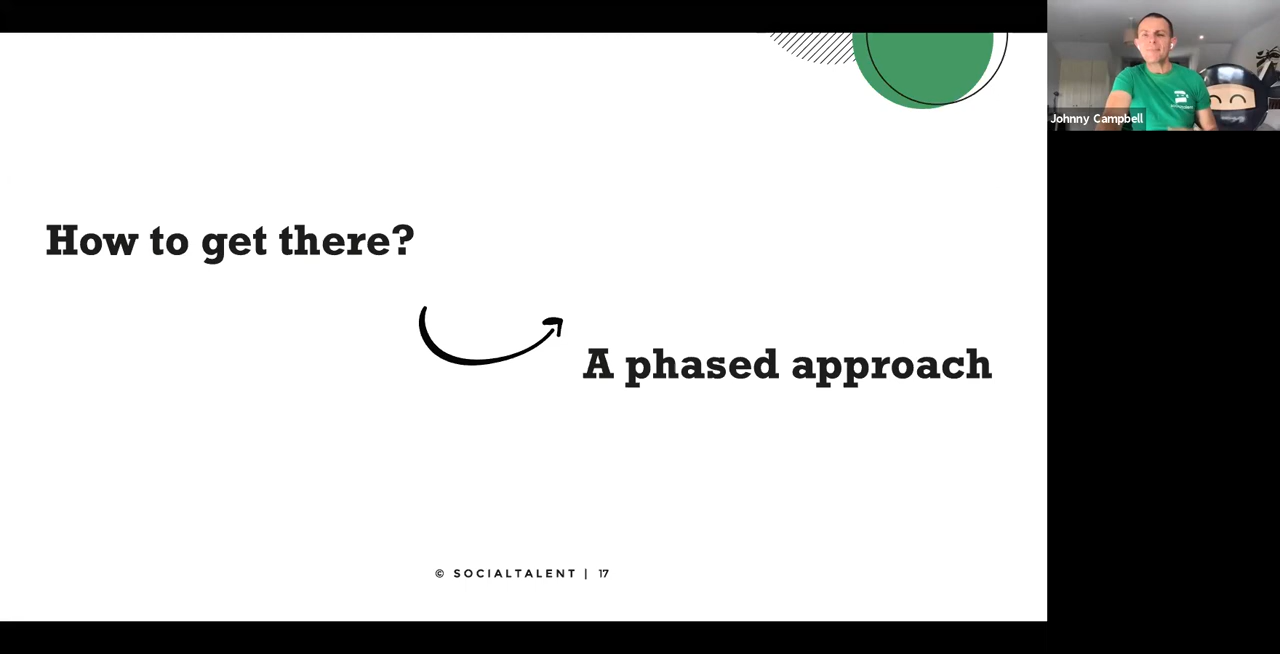 How to get there?
A phased approach
© SOCIALTALENT | 17
Johnny Campbell